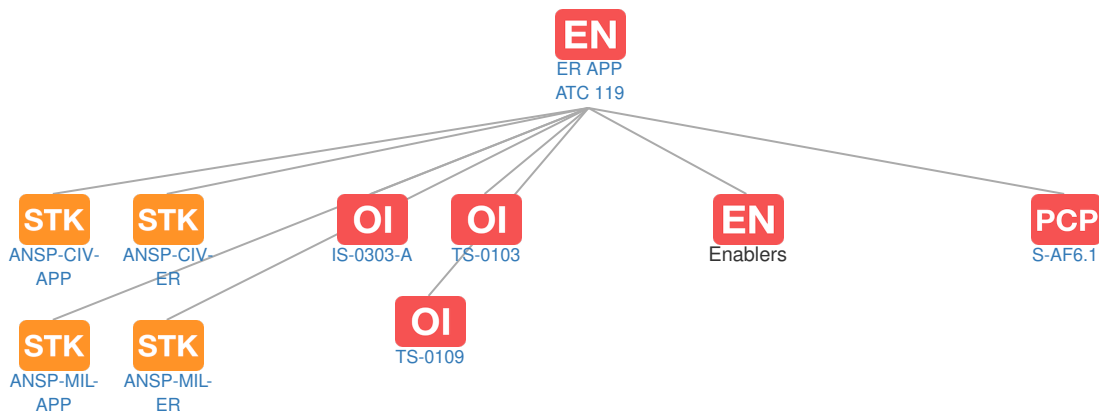 EN
ER APP
ATC 119
STK
ANSP-CIV-
APP
STK
ANSP-CIV-
ER
OI
IS-0303-A
OI
TS-0103
EN
Enablers
PCP
S-AF6.1
OI
TS-0109
STK
ANSP-MIL-
APP
STK
ANSP-MIL-
ER